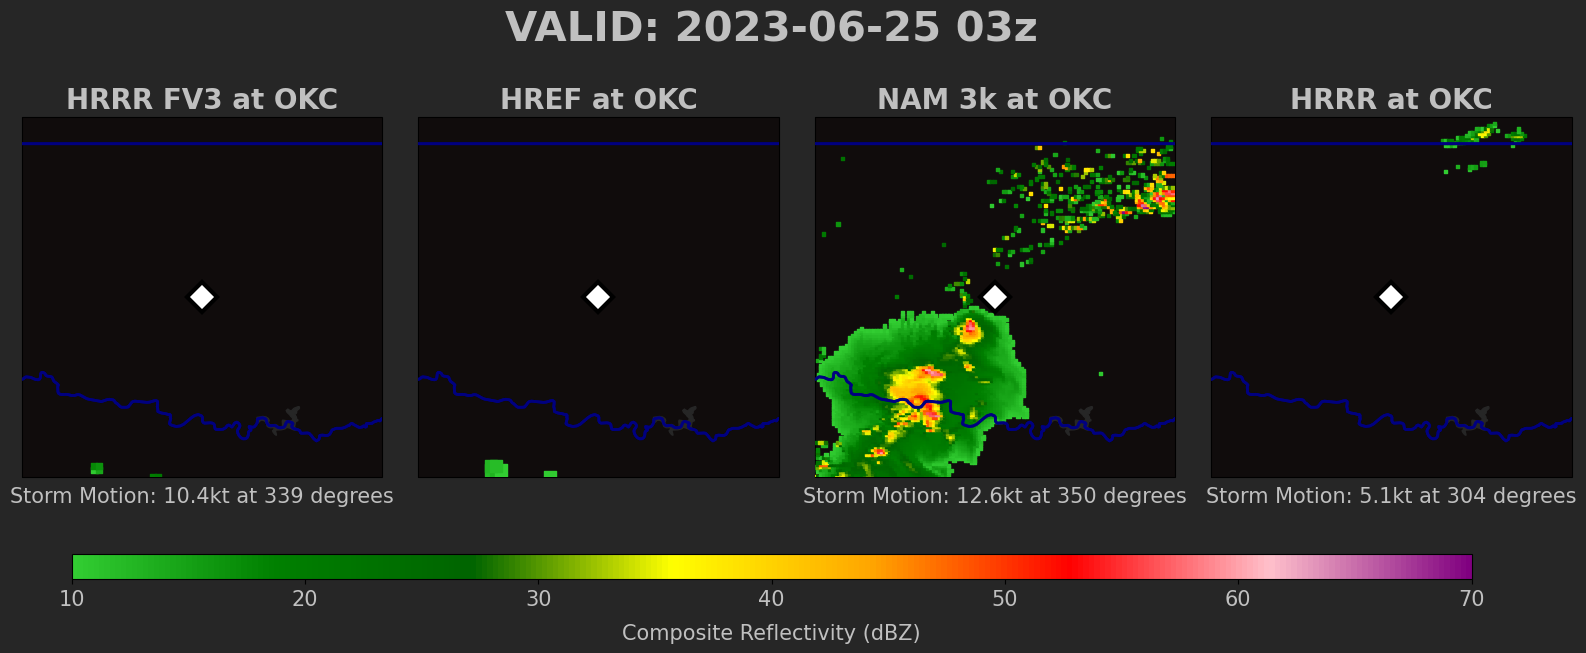 VALID: 2023-06-25 03z
HRRR FV3 at OKC
HREF at OKC
NAM 3k at OKC
HRRR at OKC
Storm Motion: 10.4kt at 339 degrees
Storm Motion: 12.6kt at 350 degrees
Storm Motion: 5.1kt at 304 degrees
10 20 30 40 50 60 70
Composite Reflectivity (dBZ)